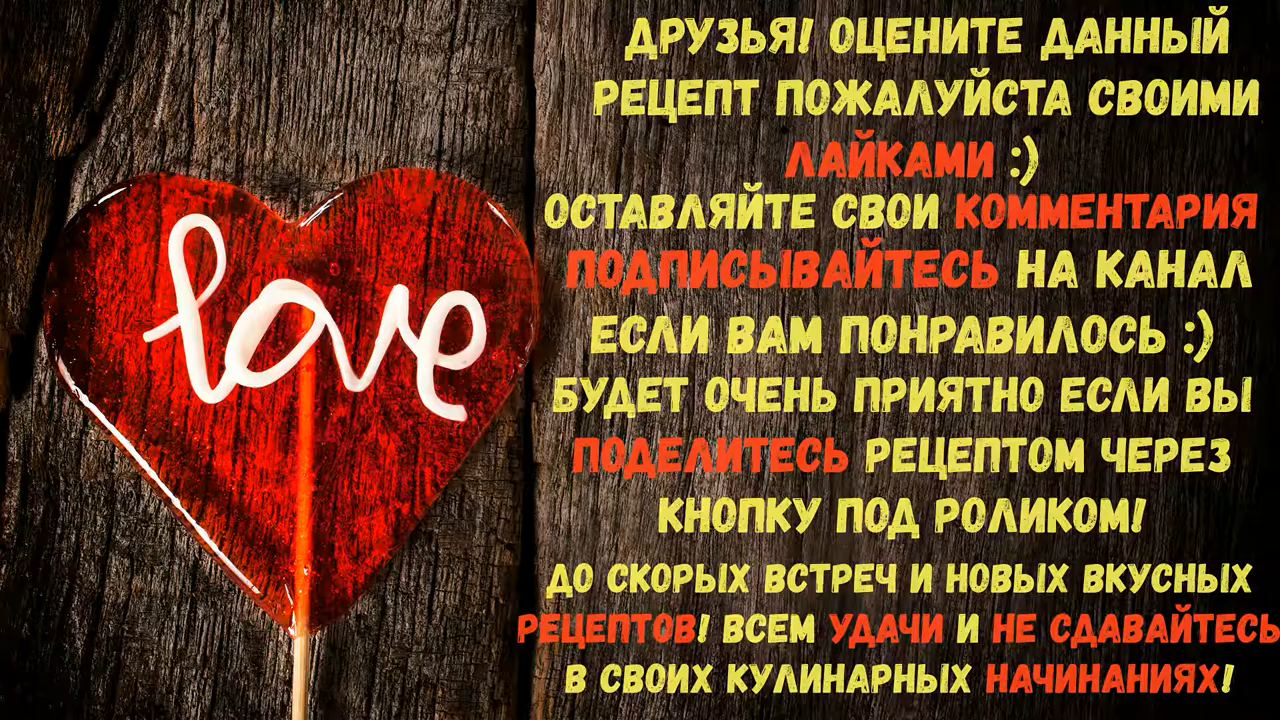 love
ДРУЗЬЯ! ОЦЕНИТЕ ДАННЫЙ
РЕЦЕПТ ПОЖАЛУЙСТА СВОИМИ
ЛАЙКАМИ :)
ОСТАВЛЯЙТЕ СВОИ КОММЕНТАРИЯ
ПОДПИСЫВАЙТЕСЬ НА КАНАЛ
ЕСЛИ ВАМ ПОНРАВИЛОСЬ :)
БУДЕТ ОЧЕНЬ ПРИЯТНО ЕСЛИ ВЫ
ПОДЕЛИТЕСЬ РЕЦЕПТОМ ЧЕРЕЗ
КНОПКУ ПОД РОЛИКОМ!
ДО СКОРЫХ ВСТРЕЧ И НОВЫХ ВКУСНЫХ
РЕЦЕПТОВ! ВСЕМ УДАЧИ И НЕ СДАВАЙТЕСЬ
В СВОИХ КУЛИНАРНЫХ НАЧИНАНИЯХ!